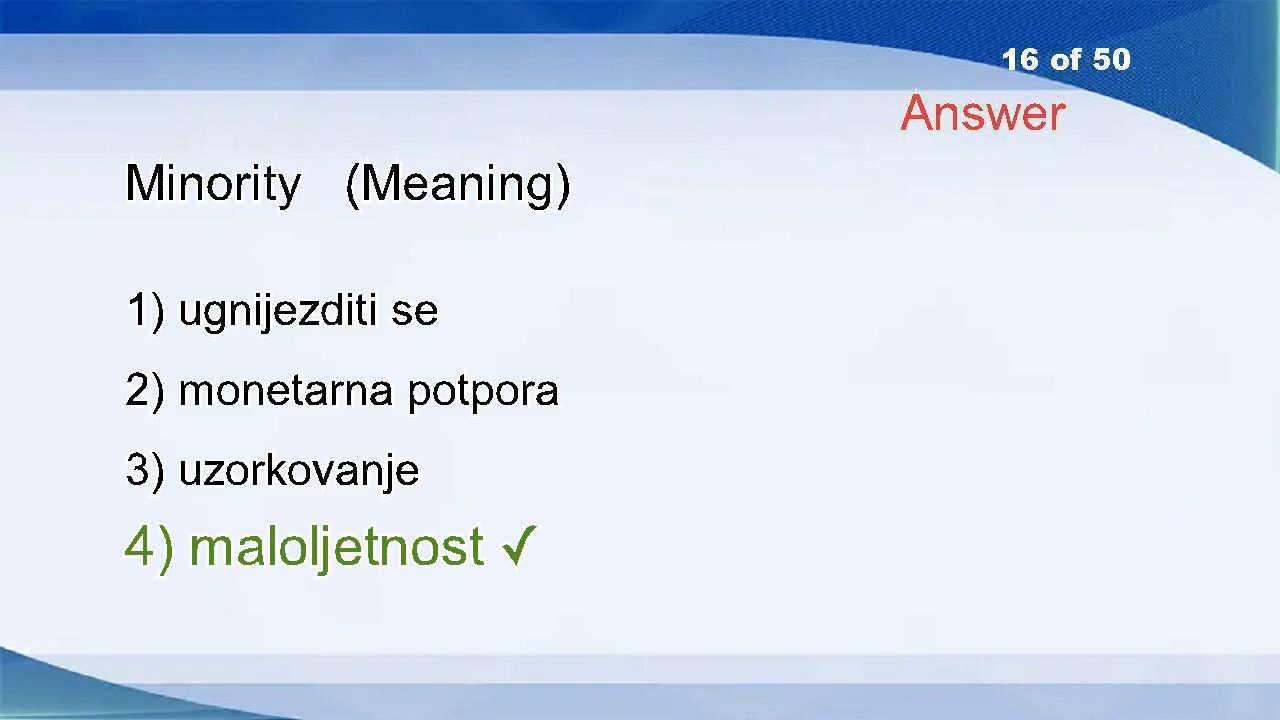 16 of 50
Answer
Minority (Meaning)
1) ugnijezditi se
2) monetarna potpora
3) uzorkovanje
4) maloljetnost ✓